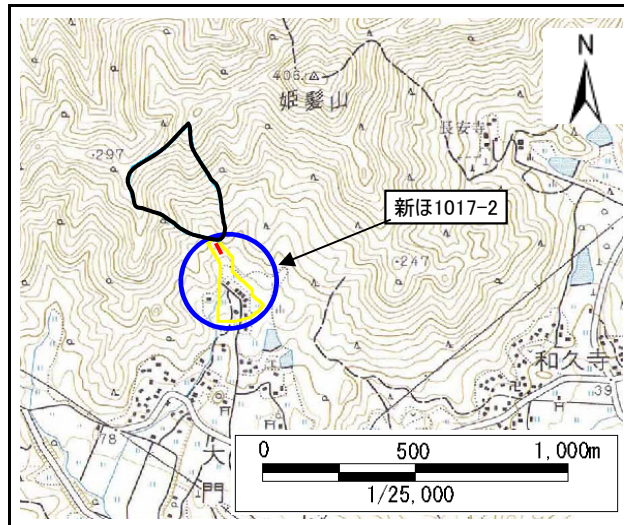 N
406
姫髪山
長安寺
・297
新ほ1017-2
・247
和久寺
39
78
大
門
0 500 1,000m
1/25,000